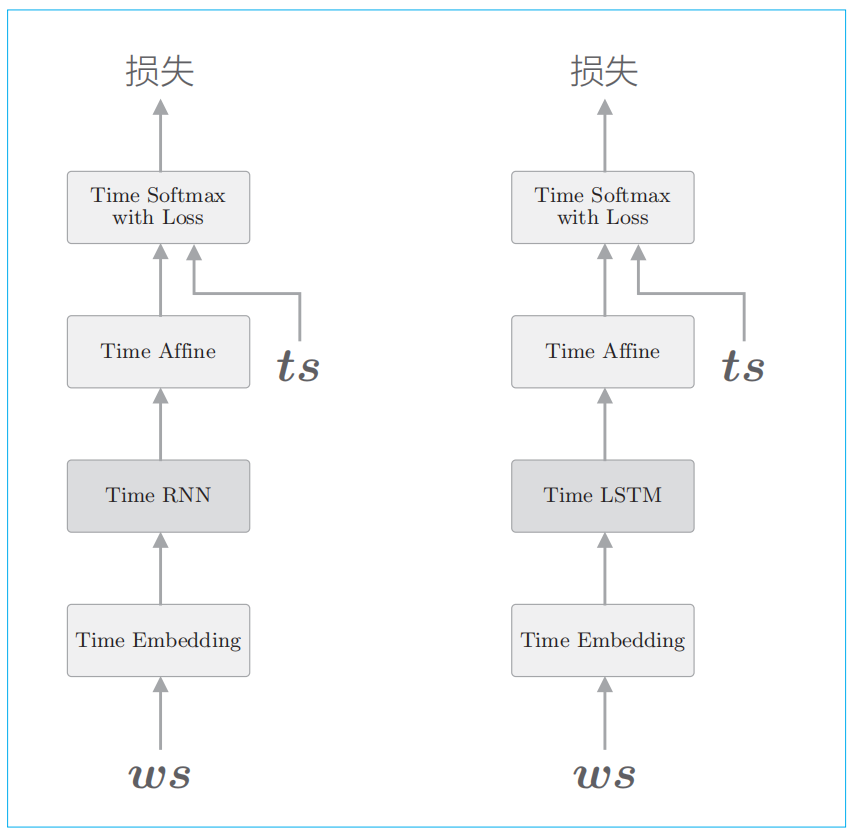 损失
Time Softmax
with Loss
Time Affine
ts
Time RNN
Time Embedding
ws
损失
Time Softmax
with Loss
Time Affine
ts
Time LSTM
Time Embedding
ws